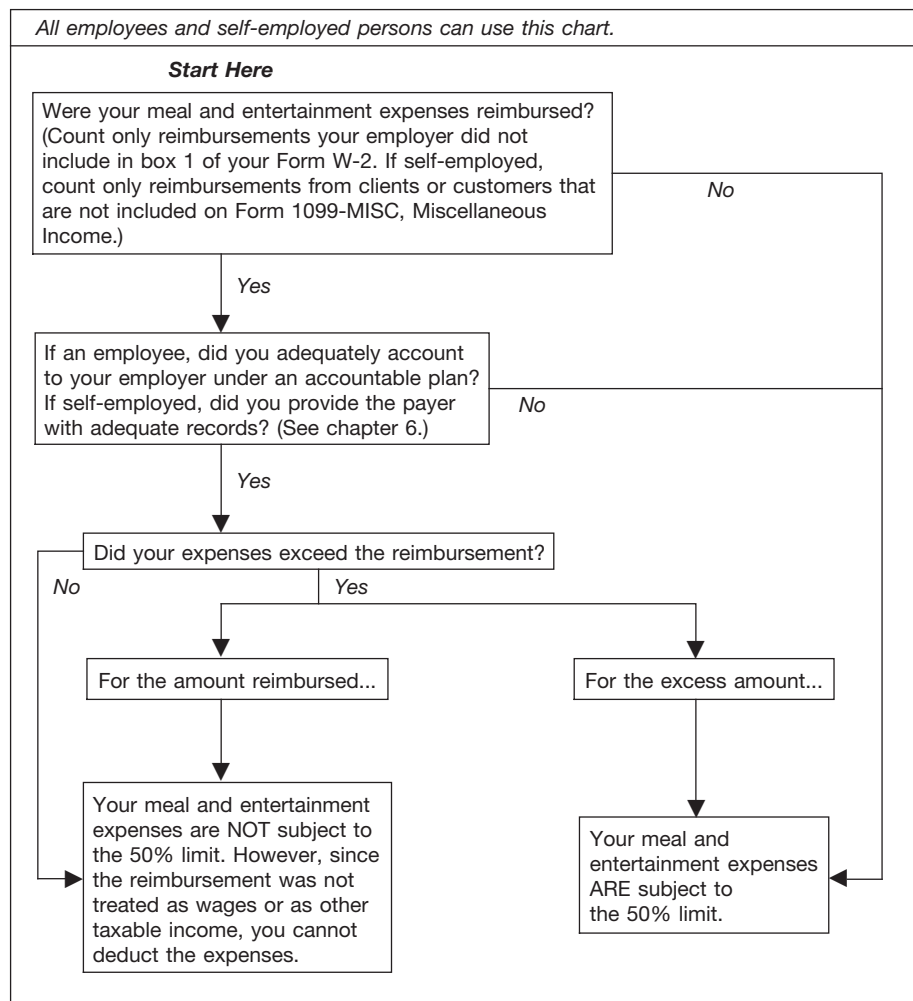 All employees and self-employed persons can use this chart.
Start Here
Were your meal and entertainment expenses reimbursed?
(Count only reimbursements your employer did not
include in box 1 of your Form W-2. If self-employed,
count only reimbursements from clients or customers that
are not included on Form 1099-MISC, Miscellaneous
Income.)
No
Yes
If an employee, did you adequately account
to your employer under an accountable plan?
If self-employed, did you provide the payer
with adequate records? (See chapter 6.)
No
Yes
Did your expenses exceed the reimbursement?
No
Yes
For the amount reimbursed...
For the excess amount...
Your meal and entertainment
expenses are NOT subject to
the 50% limit. However, since
the reimbursement was not
treated as wages or as other
taxable income, you cannot
deduct the expenses.
Your meal and
entertainment expenses
ARE subject to
the 50% limit.